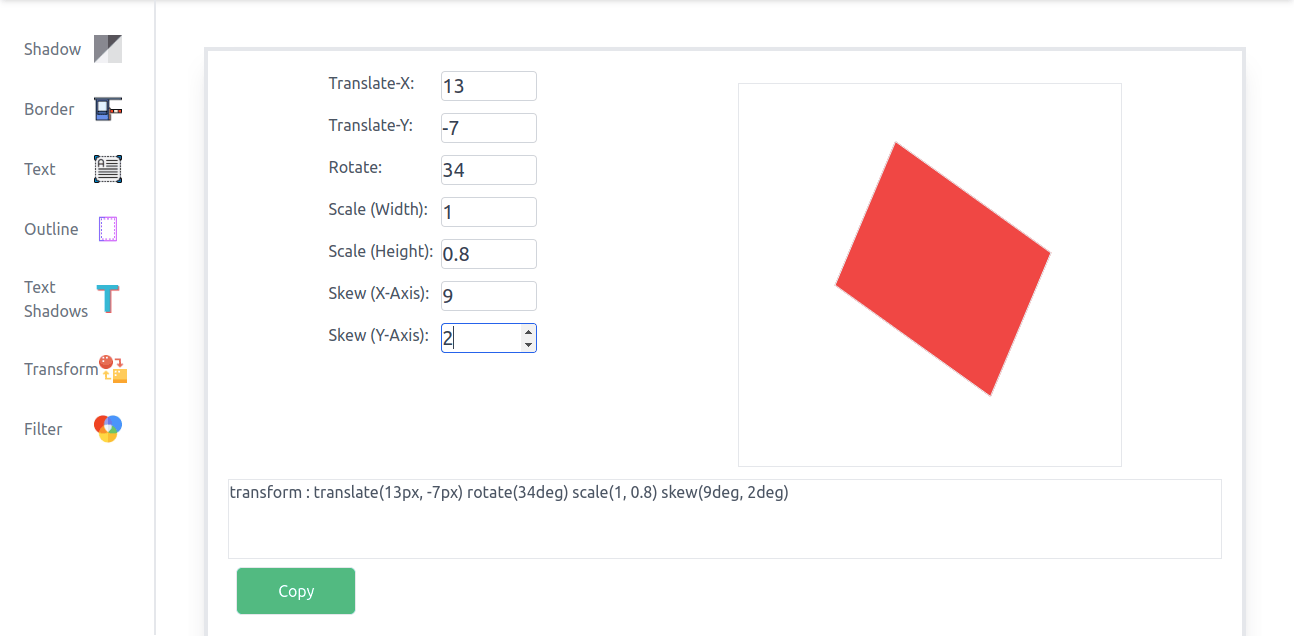 Shadow
Border
Text
Outline
Text
Shadows
Transform
Filter
Translate-X: 13
Translate-Y: -7
Rotate: 34
Scale (Width): 1
Scale (Height): 0.8
Skew (X-Axis): 9
Skew (Y-Axis): 2
transform : translate(13px, -7px) rotate(34deg) scale(1, 0.8) skew(9deg, 2deg)
Copy